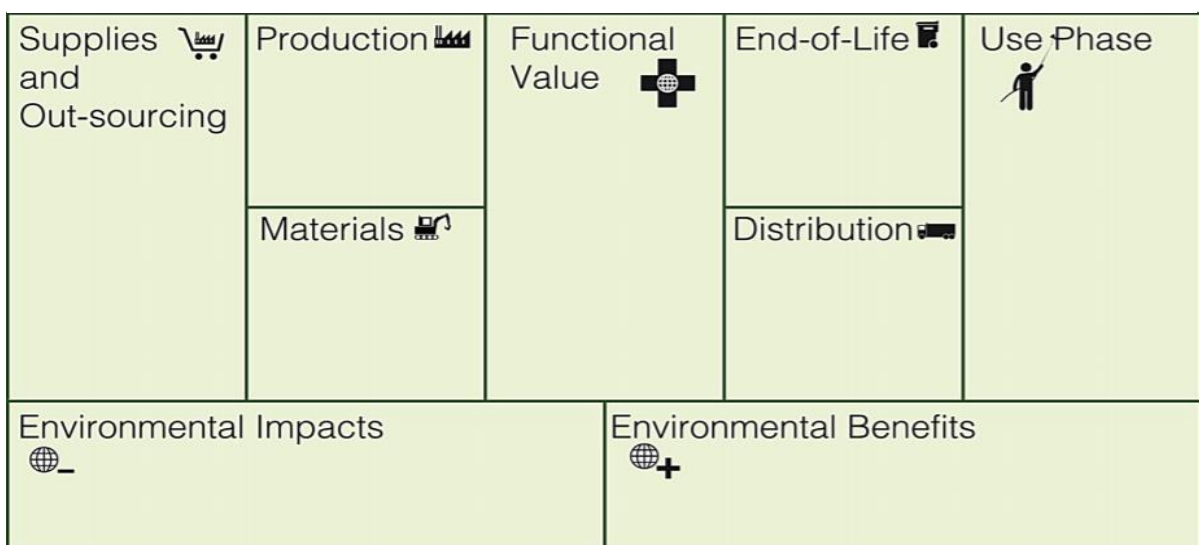 Supplies
and
Out-sourcing
Production
Materials
Functional
Value
End-of-Life
Distribution
Use Phase
Environmental Impacts
Environmental Benefits